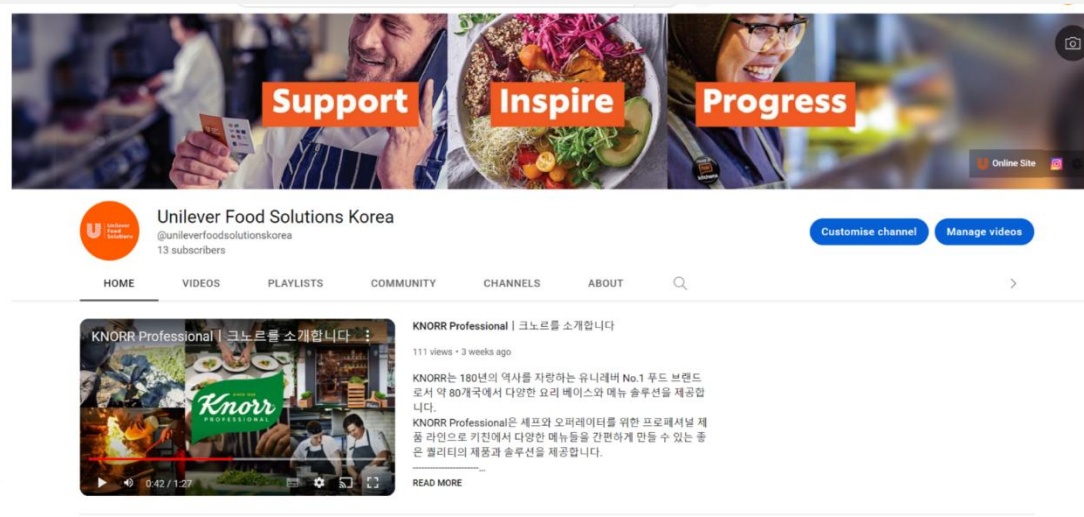 Support
Inspire
Progress
Online Site
Unilever Food Solutions
Unilever Food Solutions Korea
@unileverfoodsolutionskorea
13 subscribers
Customise channel
Manage videos
HOME
VIDEOS
PLAYLISTS
COMMUNITY
CHANNELS
ABOUT
KNORR Professional | 크노르를 소개합니다
Knorr
PROFESSIONAL
0:42 / 1:27
KNORR Professional | 크노르를 소개합니다
111 views • 3 weeks ago
KNORR는 180년의 역사를 자랑하는 유니레버 No.1 푸드 브랜드
로서 약 80개국에서 다양한 요리 베이스와 메뉴 솔루션을 제공합
니다.
KNORR Professional은 셰프와 오퍼레이터를 위한 프로페셔널 제
품 라인으로 키친에서 다양한 메뉴들을 간편하게 만들 수 있는 좋
은 퀄리티의 제품과 솔루션을 제공합니다.
-----------------------...
READ MORE